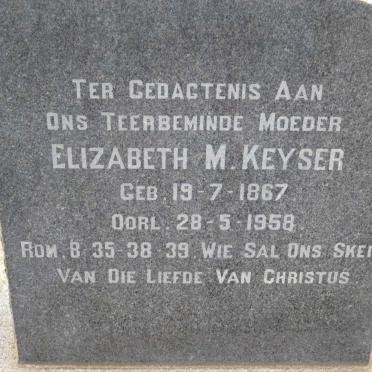 TER GEDAGTENIS AAN
ONS TEERBEMINDE MOEDER
ELIZABETH M. KEYSER
GEB. 19-7-1867
OORL. 28-5-1958.
ROM. 8-35-38-39. WIE SAL ONS SKEI
VAN DIE LIEFDE VAN CHRISTUS